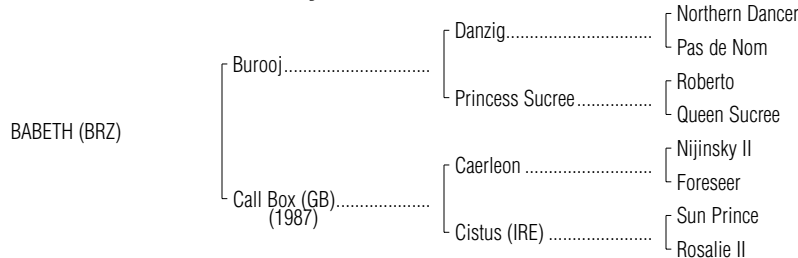 Northern Dancer
Danzig..................................
Pas de Nom
Burooj..................................
Roberto
Princess Sucree.................
Queen Sucree
BABETH (BRZ)
Nijinsky II
Caerleon .............................
Foreseer
Call Box (GB)......................
(1987)
Sun Prince
Cistus (IRE) .......................
Rosalie II